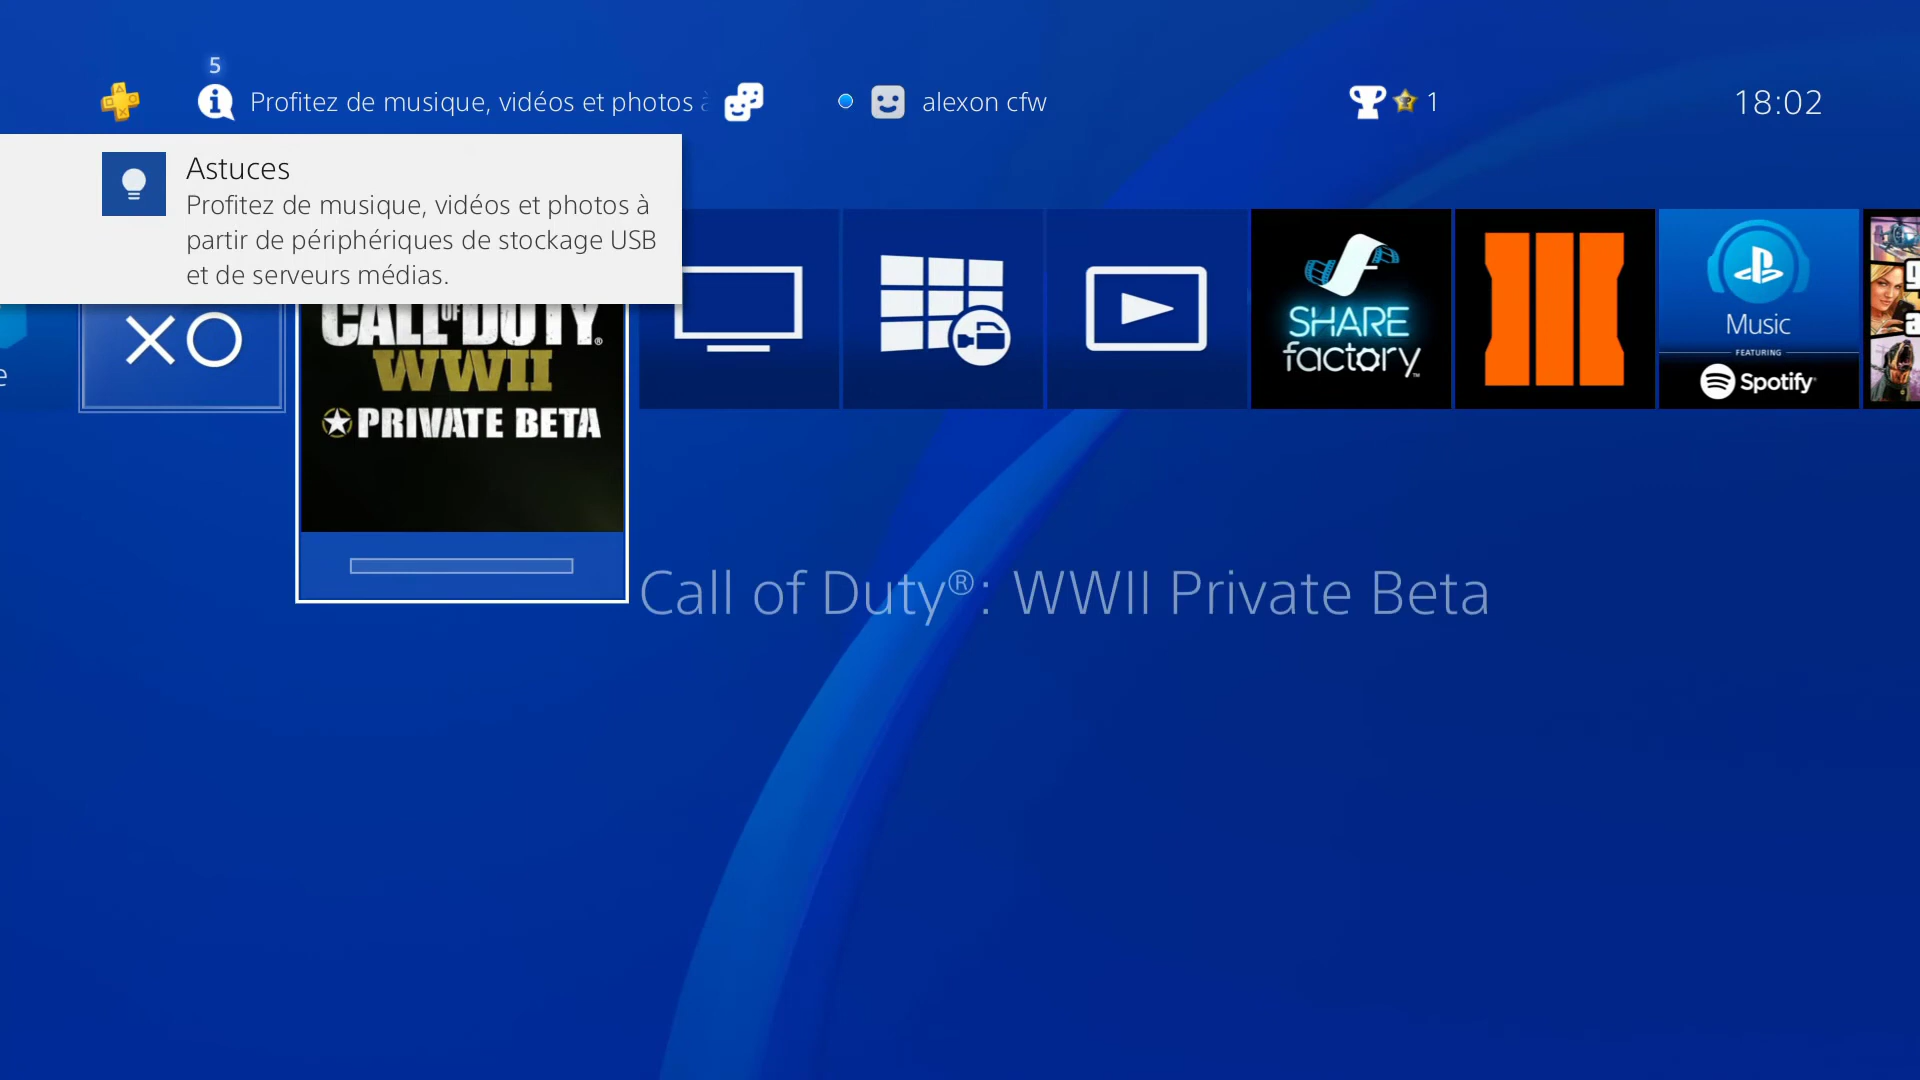 5
Profitez de musique, vidéos et photos à
alexon cfw
1
18:02
Astuces
Profitez de musique, vidéos et photos à
partir de périphériques de stockage USB
et de serveurs médias.
e
CALL OF DUTY®
WWII
PRIVATE BETA
SHARE
factory™
Music
FEATURING
Spotify®
Call of Duty®: WWII Private Beta